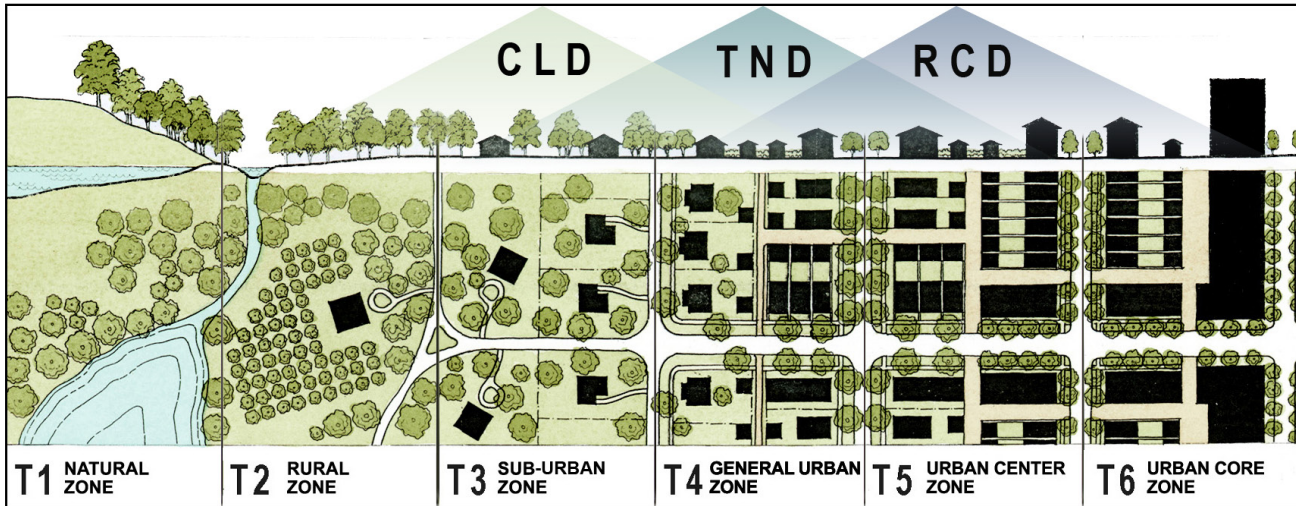 CLD
TND
RCD
T1 NATURAL
ZONE
T2 RURAL
ZONE
T3 SUB-URBAN
ZONE
T4 GENERAL URBAN
ZONE
T5 URBAN CENTER
ZONE
T6 URBAN CORE
ZONE